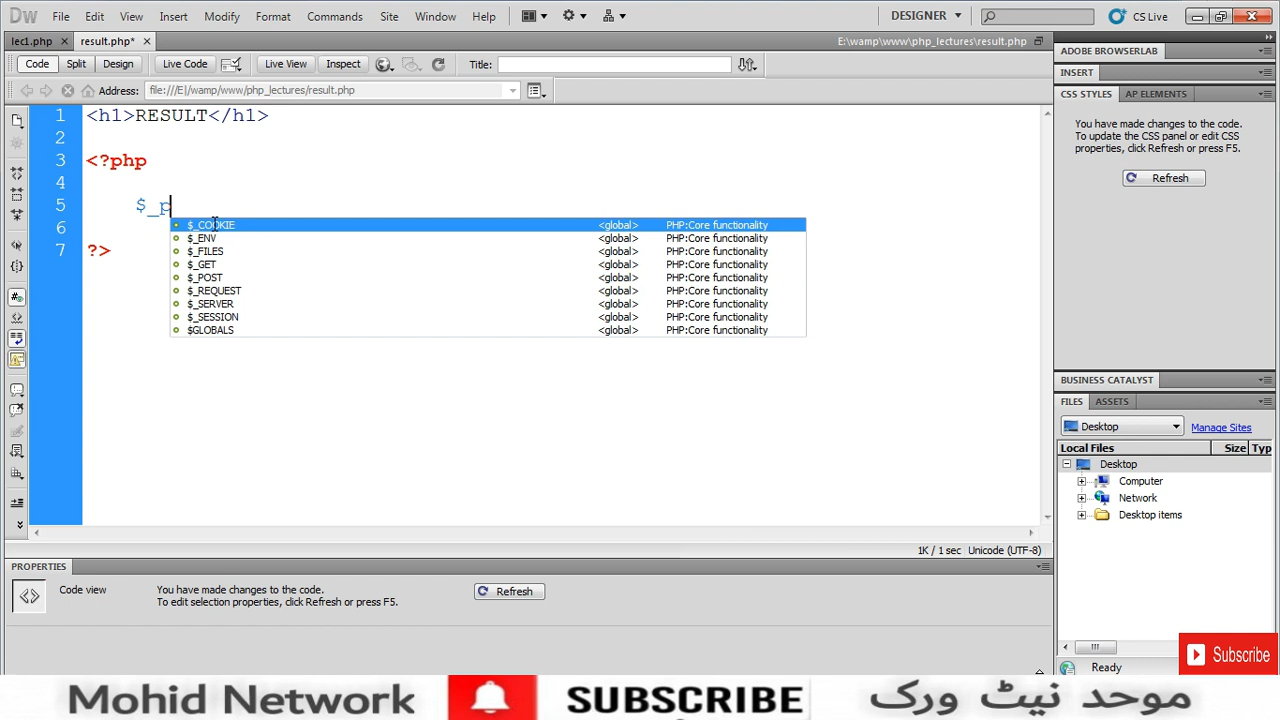 Dw File Edit View Insert Modify Format Commands Site Window Help DESIGNER CS Live
lec1.php result.php* E:\wamp\www\php_lectures\result.php
Code Split Design Live Code Live View Inspect Title:
Address: file:///E|/wamp/www/php_lectures/result.php
1 <h1>RESULT</h1>
2
3 <?php
4
5 $_p
6
7 ?>
$_COOKIE <global> PHP:Core functionality
$_ENV <global> PHP:Core functionality
$_FILES <global> PHP:Core functionality
$_GET <global> PHP:Core functionality
$_POST <global> PHP:Core functionality
$_REQUEST <global> PHP:Core functionality
$_SERVER <global> PHP:Core functionality
$_SESSION <global> PHP:Core functionality
$GLOBALS <global> PHP:Core functionality
1K / 1 sec Unicode (UTF-8)
PROPERTIES
Code view
You have made changes to the code.
To edit selection properties, click Refresh or press F5.
Refresh
ADOBE BROWSERLAB
INSERT
CSS STYLES AP ELEMENTS
You have made changes to the code.
To update the CSS panel or edit CSS
properties, click Refresh or press F5.
Refresh
BUSINESS CATALYST
FILES ASSETS
Desktop Manage Sites
Local Files Size Typ
Desktop
Computer
Network
Desktop items
Ready
Subscribe
Mohid Network SUBSCRIBE موحد نیٹ ورک